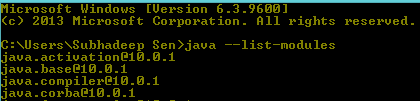 Microsoft Windows [Version 6.3.9600]
(c) 2013 Microsoft Corporation. All rights reserved.
C:\Users\Subhadeep Sen>java --list-modules
java.activation@10.0.1
java.base@10.0.1
java.compiler@10.0.1
java.corba@10.0.1